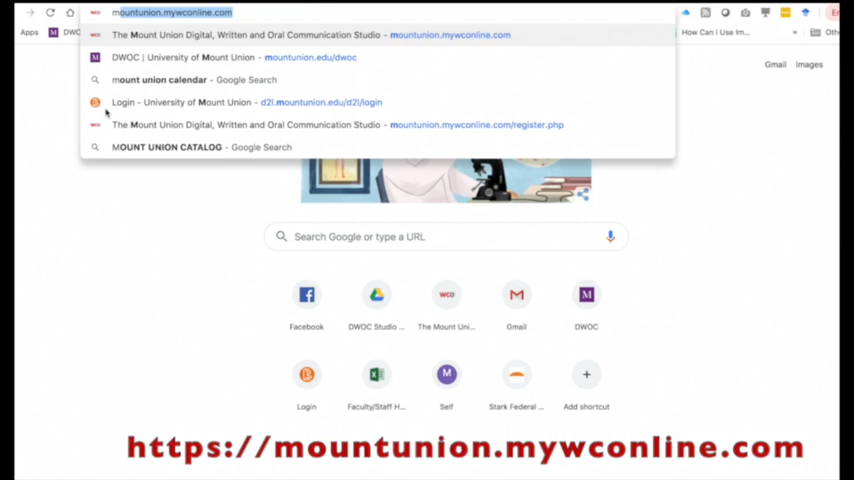 mountunion.mywconline.com
Apps DWC
How Can I Use Im... » Othe
The Mount Union Digital, Written and Oral Communication Studio - mountunion.mywconline.com
DWOC | University of Mount Union - mountunion.edu/dwoc
mount union calendar - Google Search
Login - University of Mount Union - d2l.mountunion.edu/d2l/login
The Mount Union Digital, Written and Oral Communication Studio - mountunion.mywconline.com/register.php
MOUNT UNION CATALOG - Google Search
Gmail Images
Search Google or type a URL
Facebook DWOC Studio ... The Mount Uni... Gmail DWOC
Login Faculty/Staff H... Self Stark Federal ... Add shortcut
https://mountunion.mywconline.com